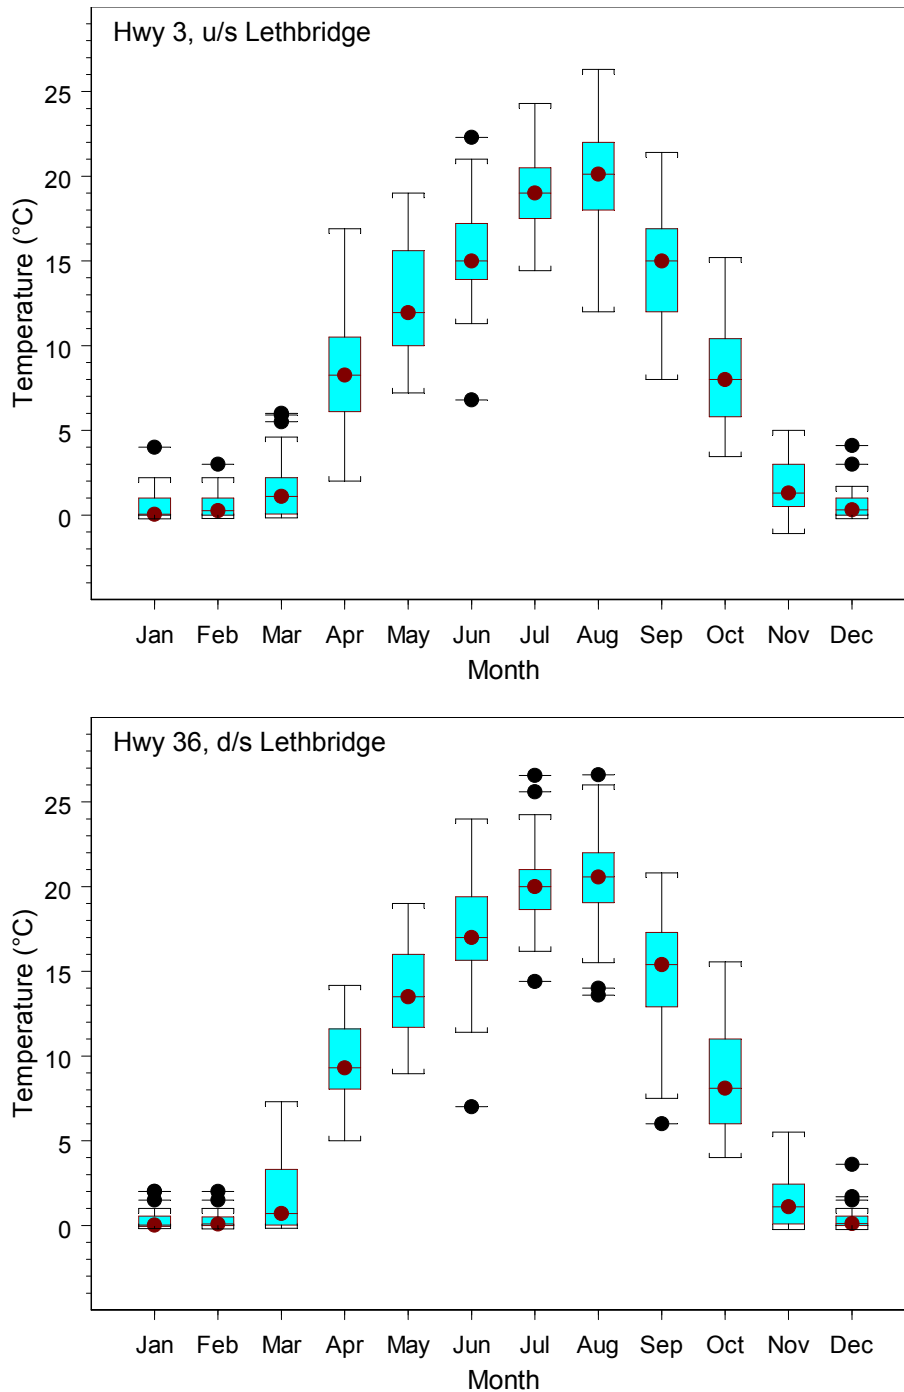 Hwy 3, u/s Lethbridge
Temperature (°C)
25
20
15
10
5
0
Jan Feb Mar Apr May Jun Jul Aug Sep Oct Nov Dec
Month
Hwy 36, d/s Lethbridge
Temperature (°C)
25
20
15
10
5
0
Jan Feb Mar Apr May Jun Jul Aug Sep Oct Nov Dec
Month